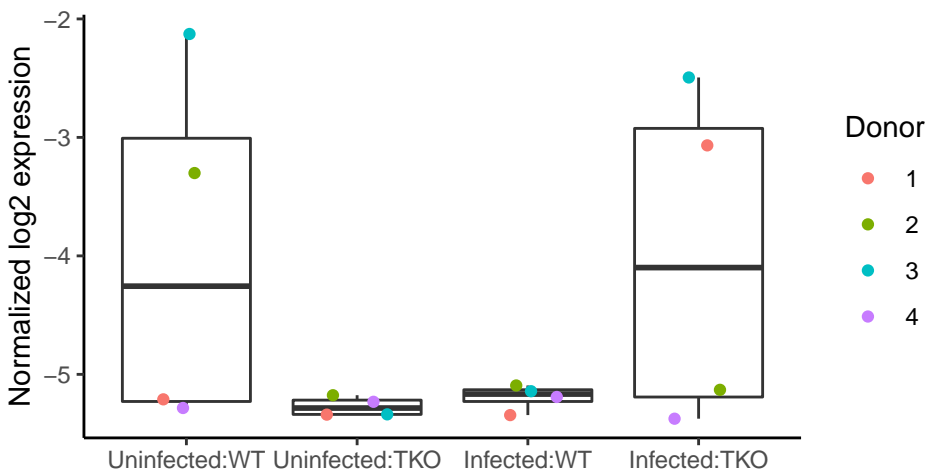 Normalized log2 expression
−2
−3
−4
−5
Uninfected:WT
Uninfected:TKO
Infected:WT
Infected:TKO
Donor
1
2
3
4